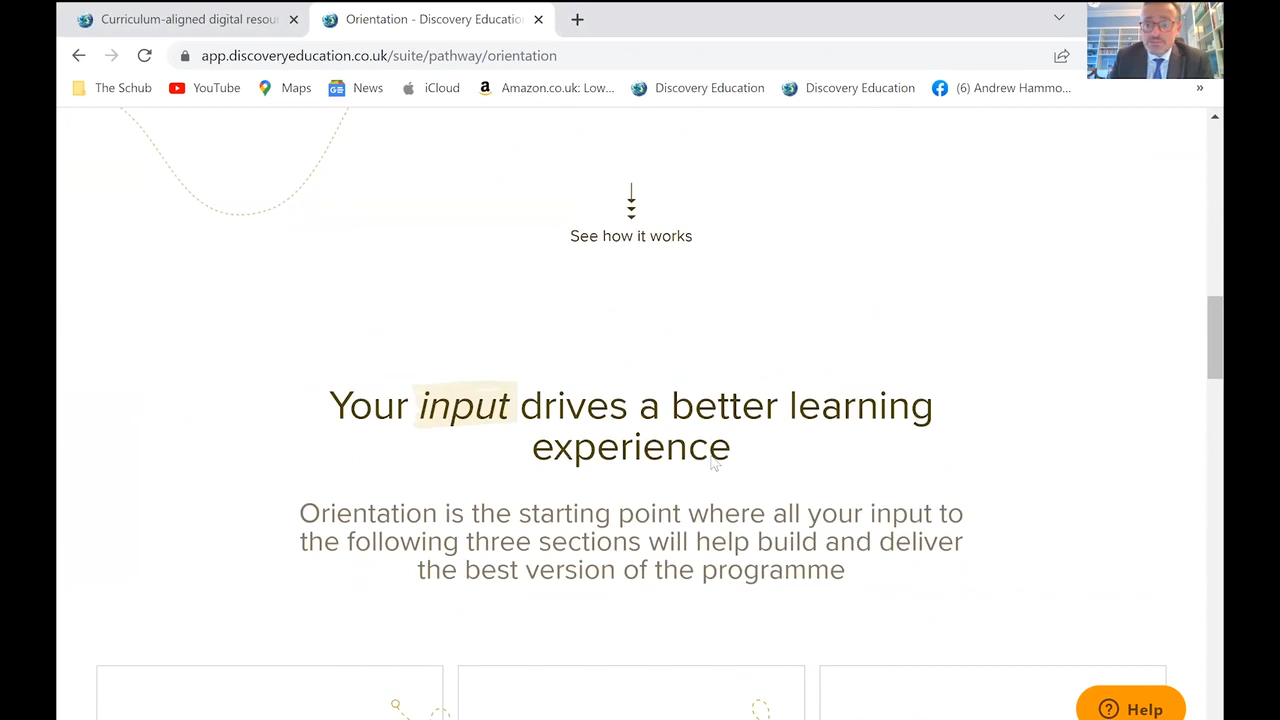 Curriculum-aligned digital resou
Orientation - Discovery Educatio
app.discoveryeducation.co.uk/sme/pathway/orientation
The Schub
YouTube
Maps
News
iCloud
Amazon.co.uk: Low...
Discovery Education
Discovery Education
(6) Andrew Hammo...
See how it works
Your input drives a better learning
experience
Orientation is the starting point where all your input to
the following three sections will help build and deliver
the best version of the programme
Help